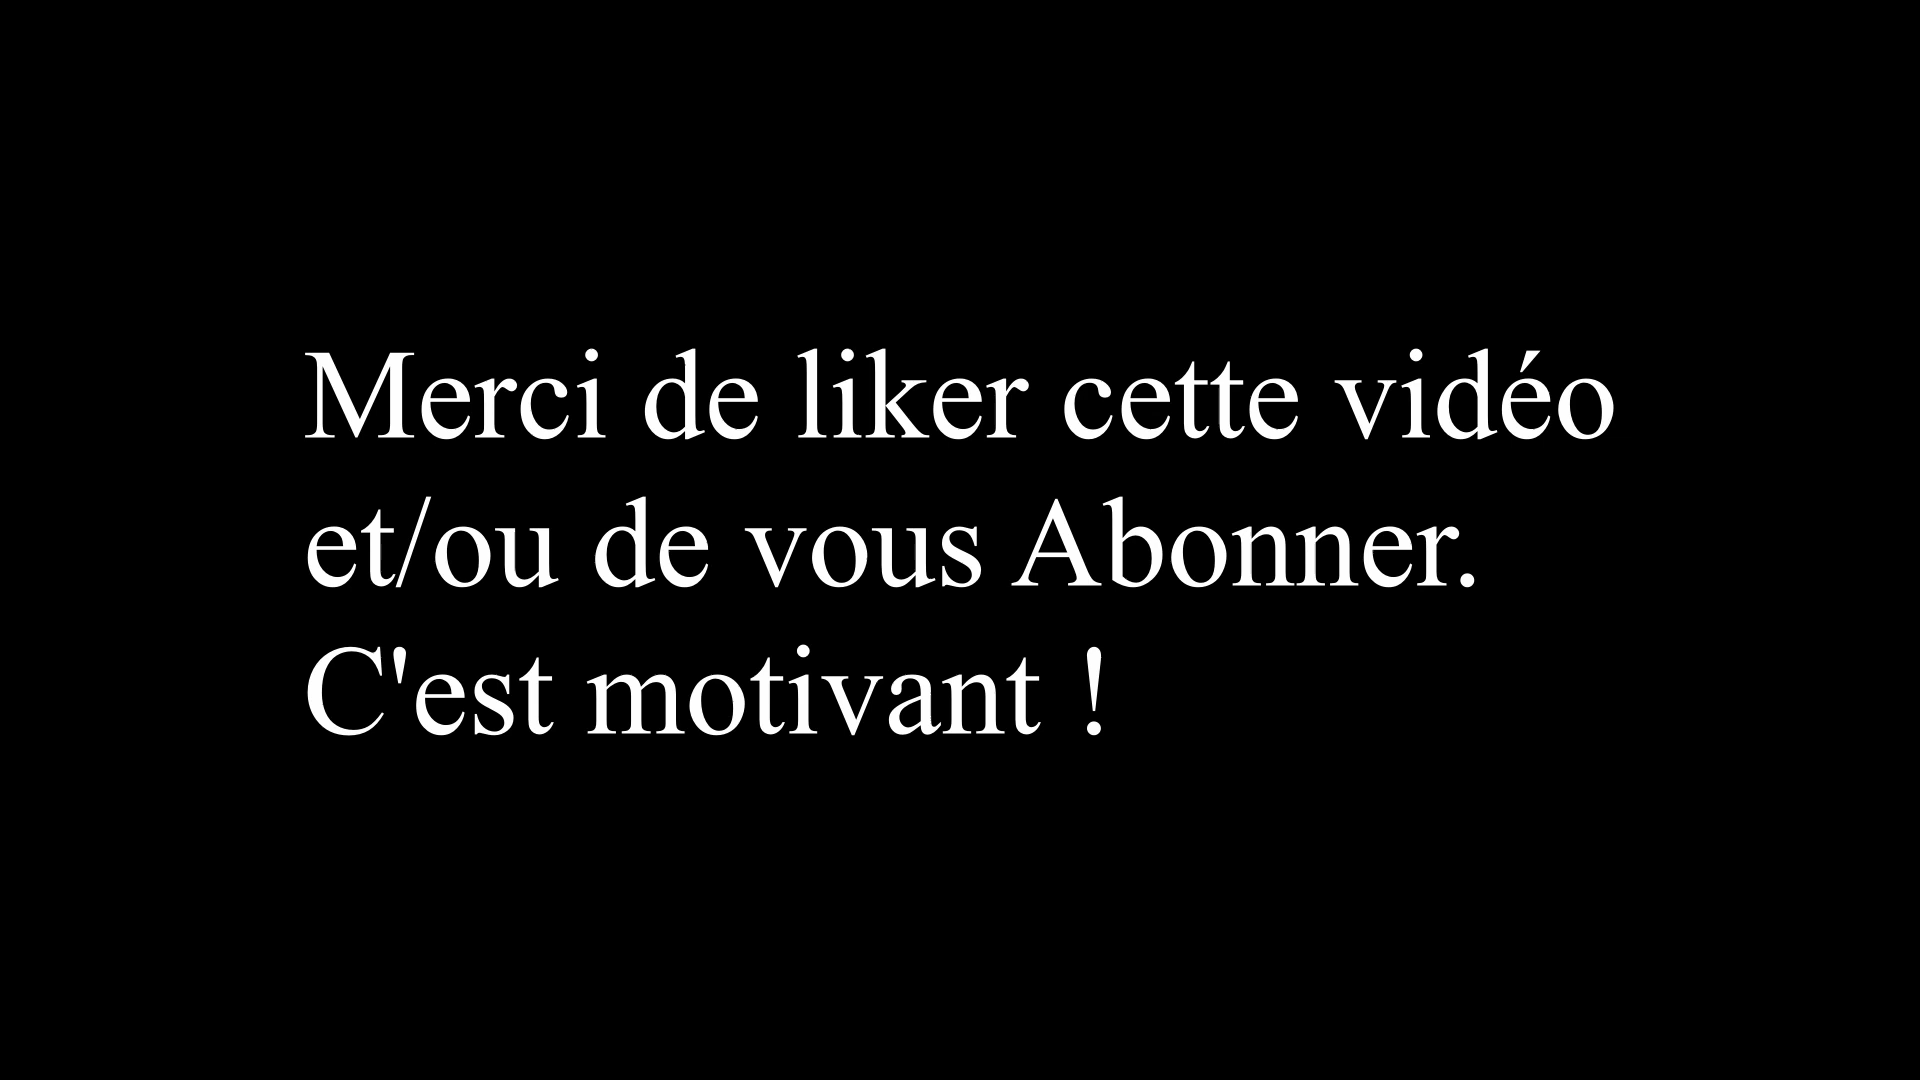 Merci de liker cette vidéo
et/ou de vous Abonner.
C'est motivant !